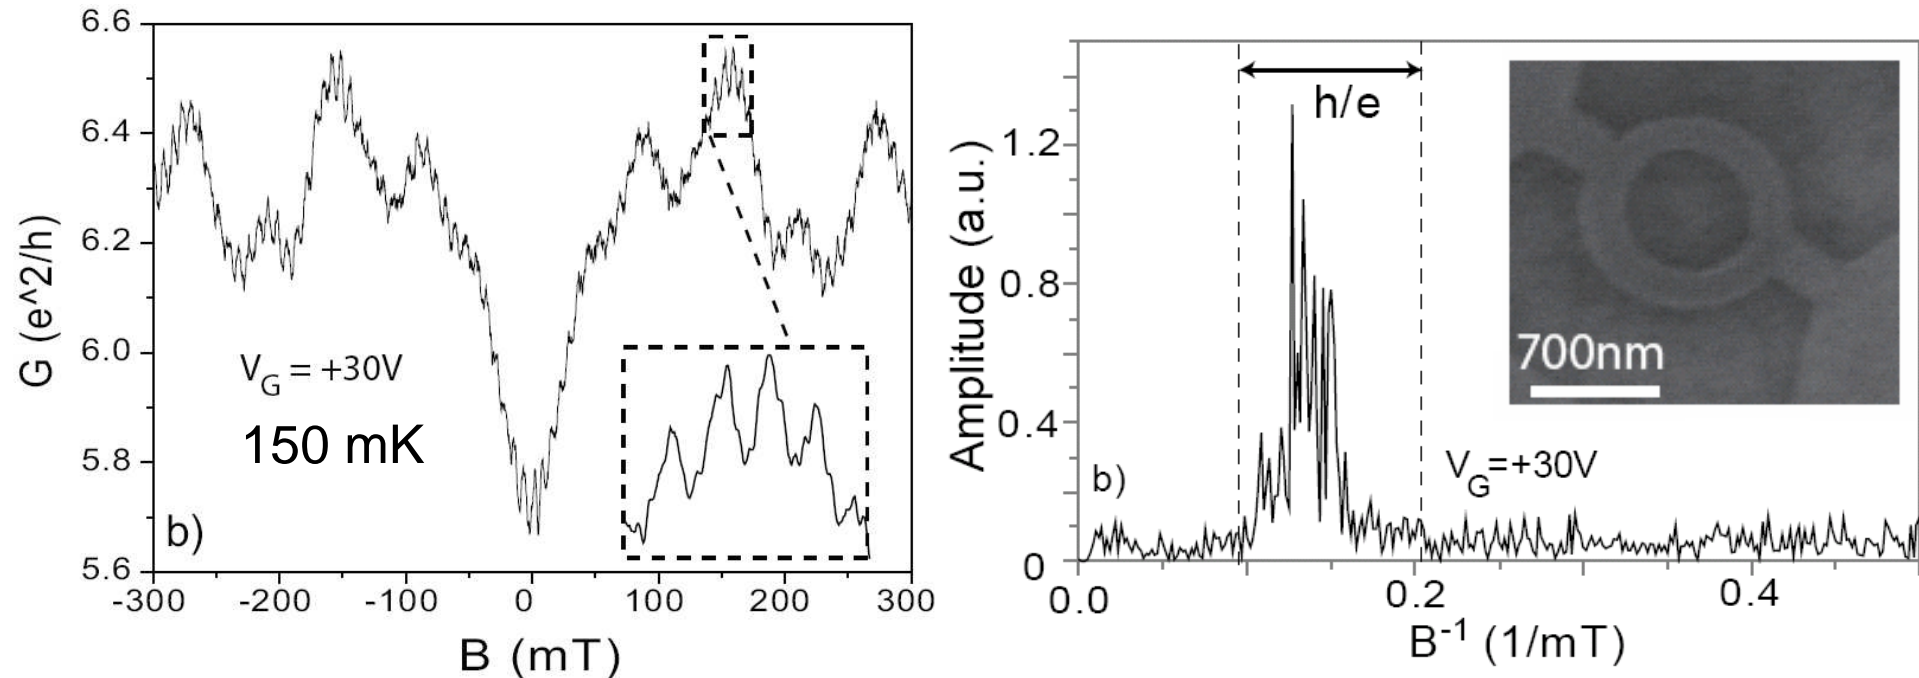 6.6
6.4
6.2
6.0
5.8
5.6
G (e^2/h)
V_G = +30V
150 mK
b)
-300 -200 -100 0 100 200 300
B (mT)
Amplitude (a.u.)
1.2
0.8
0.4
0
h/e
700nm
V_G=+30V
b)
0.0 0.2 0.4
B^-1 (1/mT)